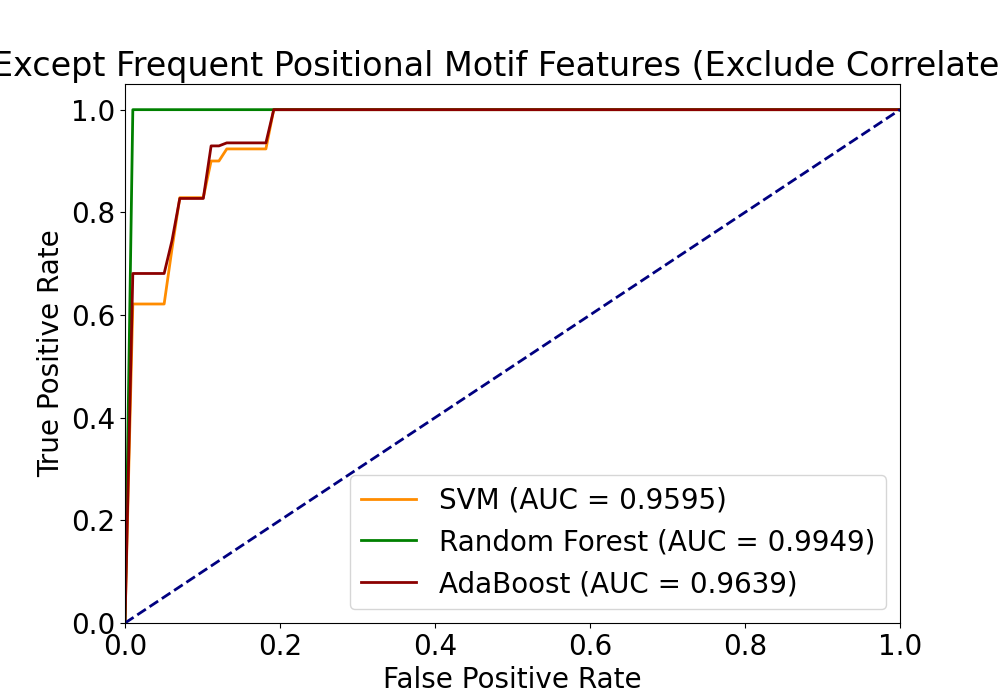 Except Frequent Positional Motif Features (Exclude Correlate
True Positive Rate
1.0
0.8
0.6
0.4
0.2
0.0
SVM (AUC = 0.9595)
Random Forest (AUC = 0.9949)
AdaBoost (AUC = 0.9639)
0.0 0.2 0.4 0.6 0.8 1.0
False Positive Rate